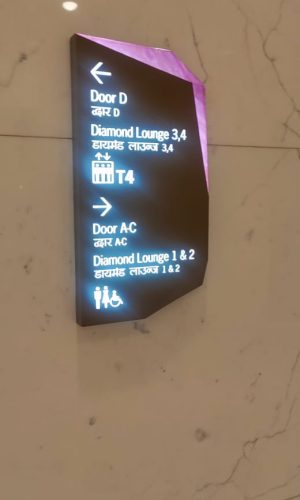 ←
Door D
द्वार D
Diamond Lounge 3,4
डायमंड लाउन्ज 3,4
T4
→
Door A-C
द्वार A-C
Diamond Lounge 1 & 2
डायमंड लाउन्ज 1 & 2